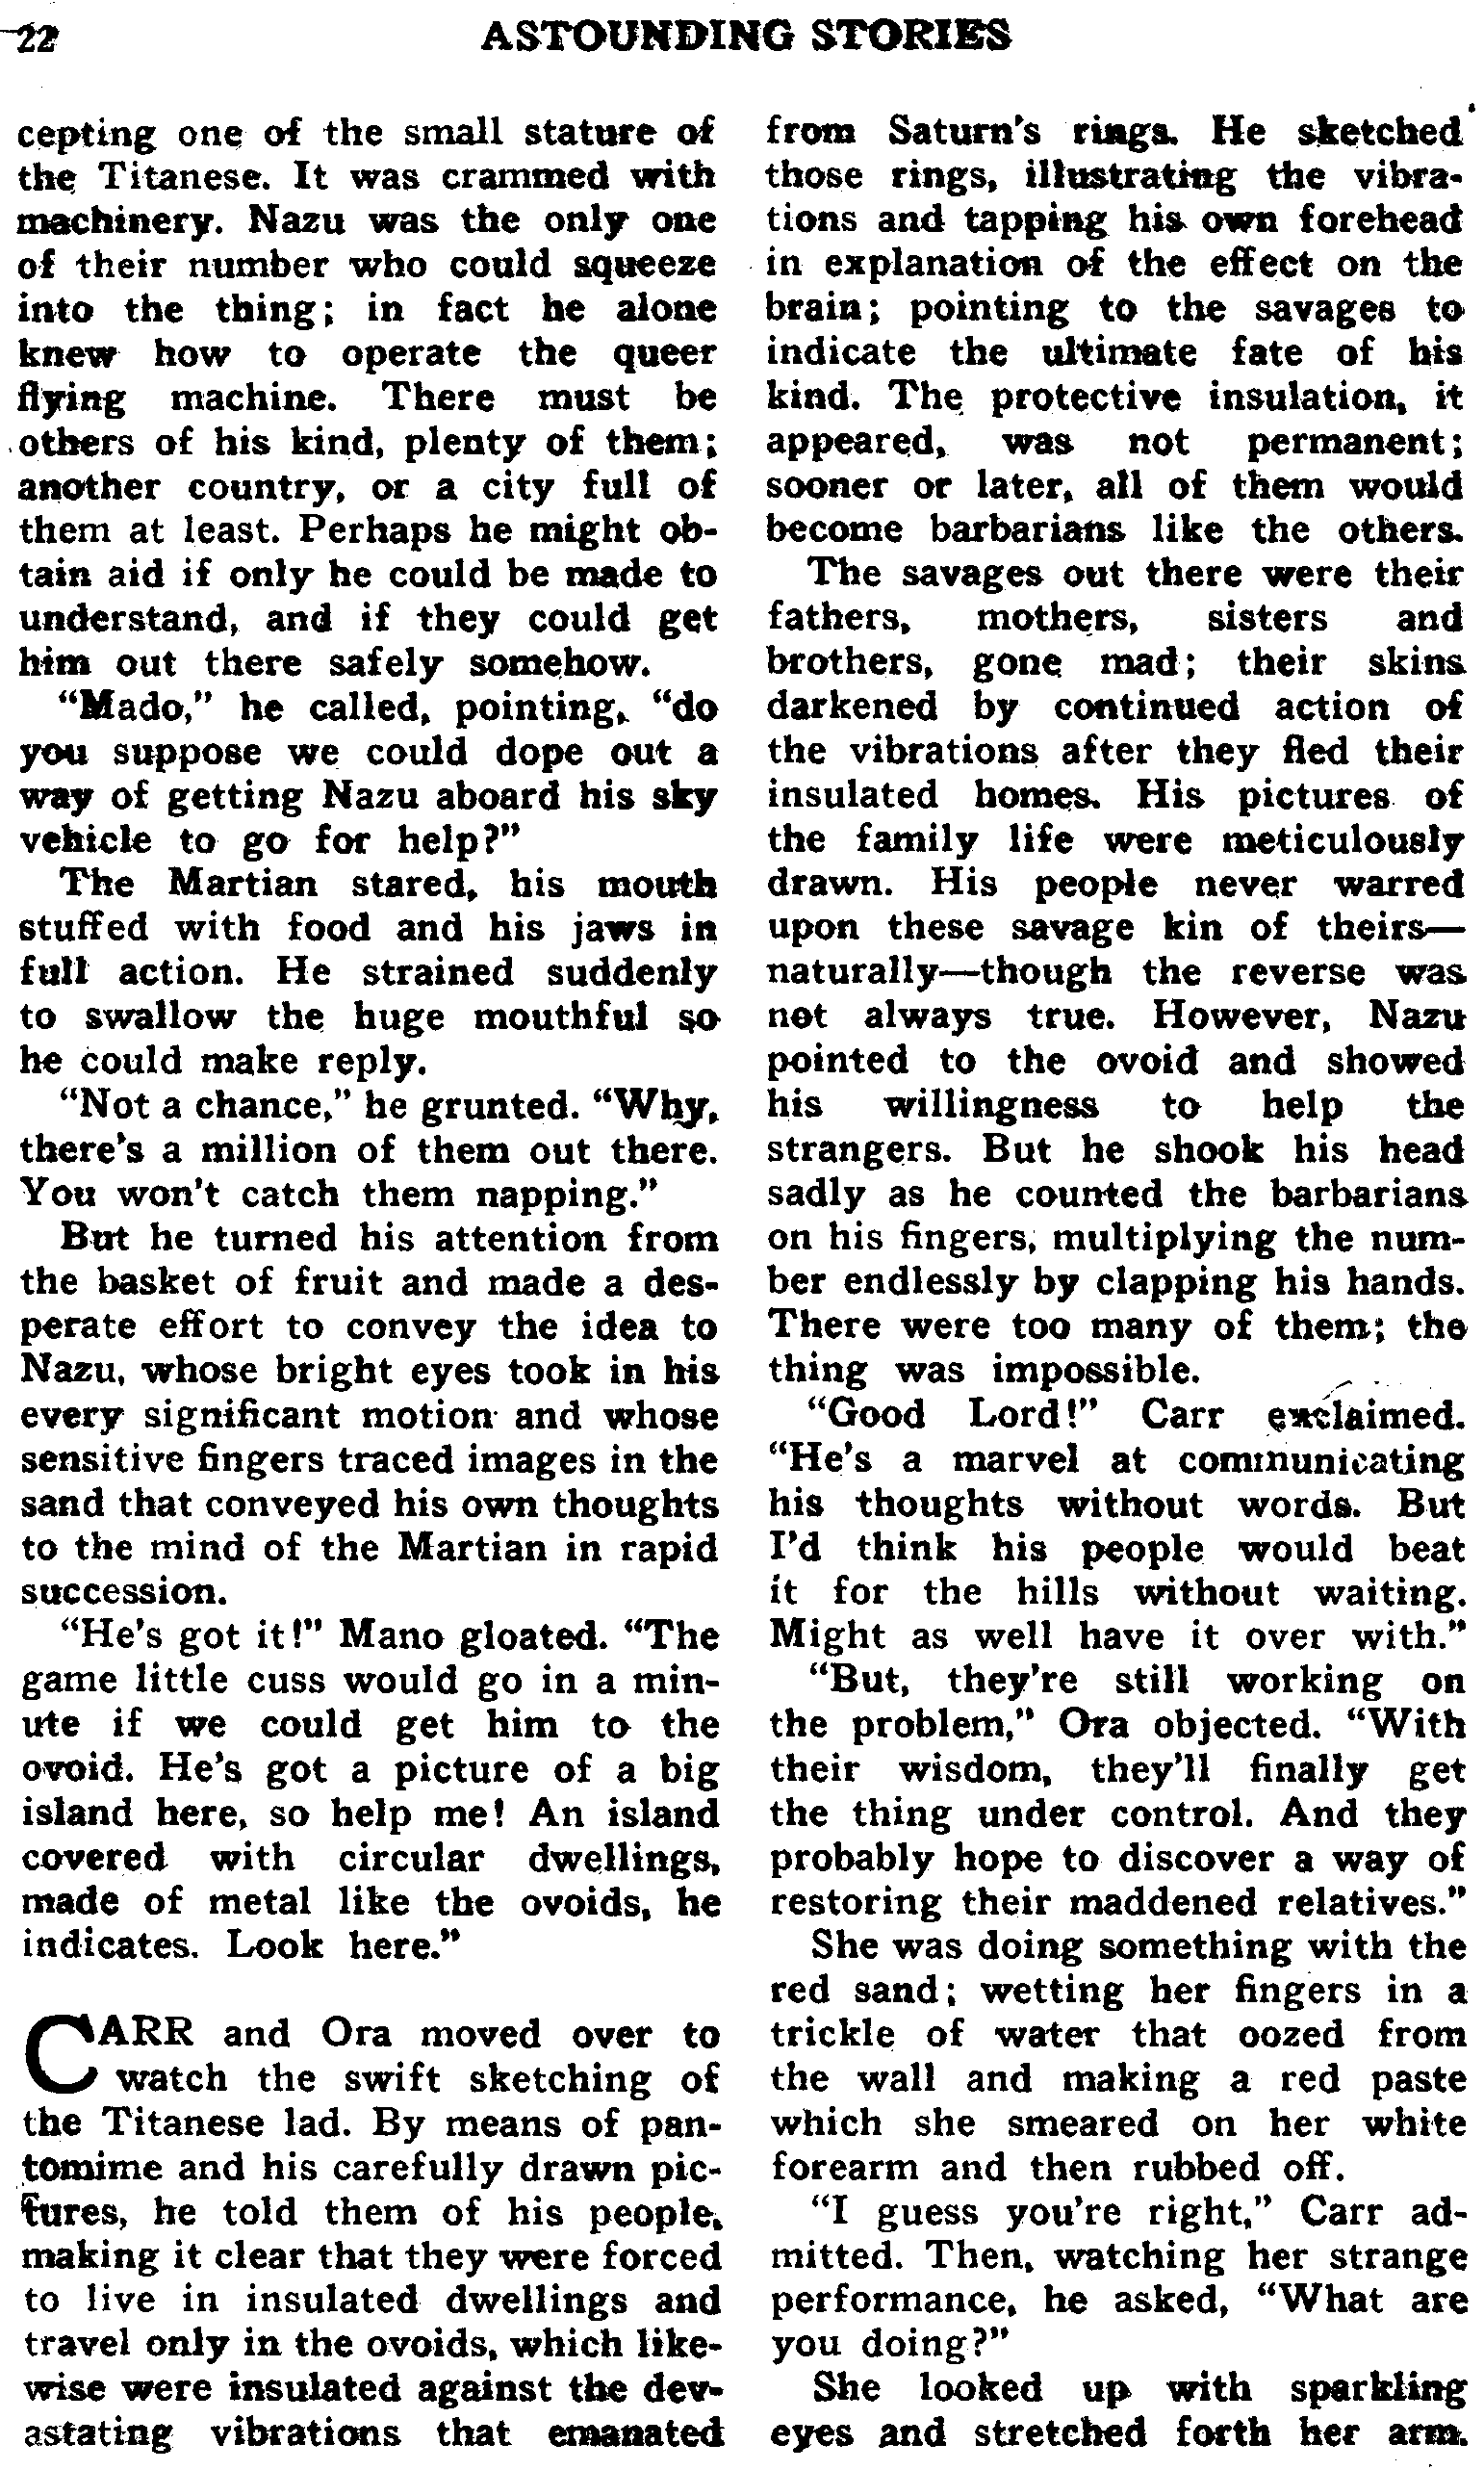 22
ASTOUNDING STORIES
cepting one of the small stature of
the Titanese. It was crammed with
machinery. Nazu was the only one
of their number who could squeeze
into the thing; in fact he alone
knew how to operate the queer
flying machine. There must be
others of his kind, plenty of them;
another country, or a city full of
them at least. Perhaps he might ob-
tain aid if only he could be made to
understand, and if they could get
him out there safely somehow.
"Mado," he called, pointing, "do
you suppose we could dope out a
way of getting Nazu aboard his sky
vehicle to go for help?"
The Martian stared, his mouth
stuffed with food and his jaws in
full action. He strained suddenly
to swallow the huge mouthful so
he could make reply.
"Not a chance," he grunted. "Why,
there's a million of them out there.
You won't catch them napping."
But he turned his attention from
the basket of fruit and made a des-
perate effort to convey the idea to
Nazu, whose bright eyes took in his
every significant motion and whose
sensitive fingers traced images in the
sand that conveyed his own thoughts
to the mind of the Martian in rapid
succession.
"He's got it!" Mano gloated. "The
game little cuss would go in a min-
ute if we could get him to the
ovoid. He's got a picture of a big
island here, so help me! An island
covered with circular dwellings,
made of metal like the ovoids, he
indicates. Look here."
CARR and Ora moved over to
watch the swift sketching of
the Titanese lad. By means of pan-
tomime and his carefully drawn pic-
tures, he told them of his people,
making it clear that they were forced
to live in insulated dwellings and
travel only in the ovoids, which like-
wise were insulated against the dev-
astating vibrations that emanated
from Saturn's rings. He sketched
those rings, illustrating the vibra-
tions and tapping his own forehead
in explanation of the effect on the
brain; pointing to the savages to
indicate the ultimate fate of his
kind. The protective insulation, it
appeared, was not permanent;
sooner or later, all of them would
become barbarians like the others.
The savages out there were their
fathers, mothers, sisters and
brothers, gone mad; their skins
darkened by continued action of
the vibrations after they fled their
insulated homes. His pictures of
the family life were meticulously
drawn. His people never warred
upon these savage kin of theirs—
naturally—though the reverse was
not always true. However, Nazu
pointed to the ovoid and showed
his willingness to help the
strangers. But he shook his head
sadly as he counted the barbarians
on his fingers, multiplying the num-
ber endlessly by clapping his hands.
There were too many of them; the
thing was impossible.
"Good Lord!" Carr exclaimed.
"He's a marvel at communicating
his thoughts without words. But
I'd think his people would beat
it for the hills without waiting.
Might as well have it over with."
"But, they're still working on
the problem," Ora objected. "With
their wisdom, they'll finally get
the thing under control. And they
probably hope to discover a way of
restoring their maddened relatives."
She was doing something with the
red sand; wetting her fingers in a
trickle of water that oozed from
the wall and making a red paste
which she smeared on her white
forearm and then rubbed off.
"I guess you're right," Carr ad-
mitted. Then, watching her strange
performance, he asked, "What are
you doing?"
She looked up with sparkling
eyes and stretched forth her arm.